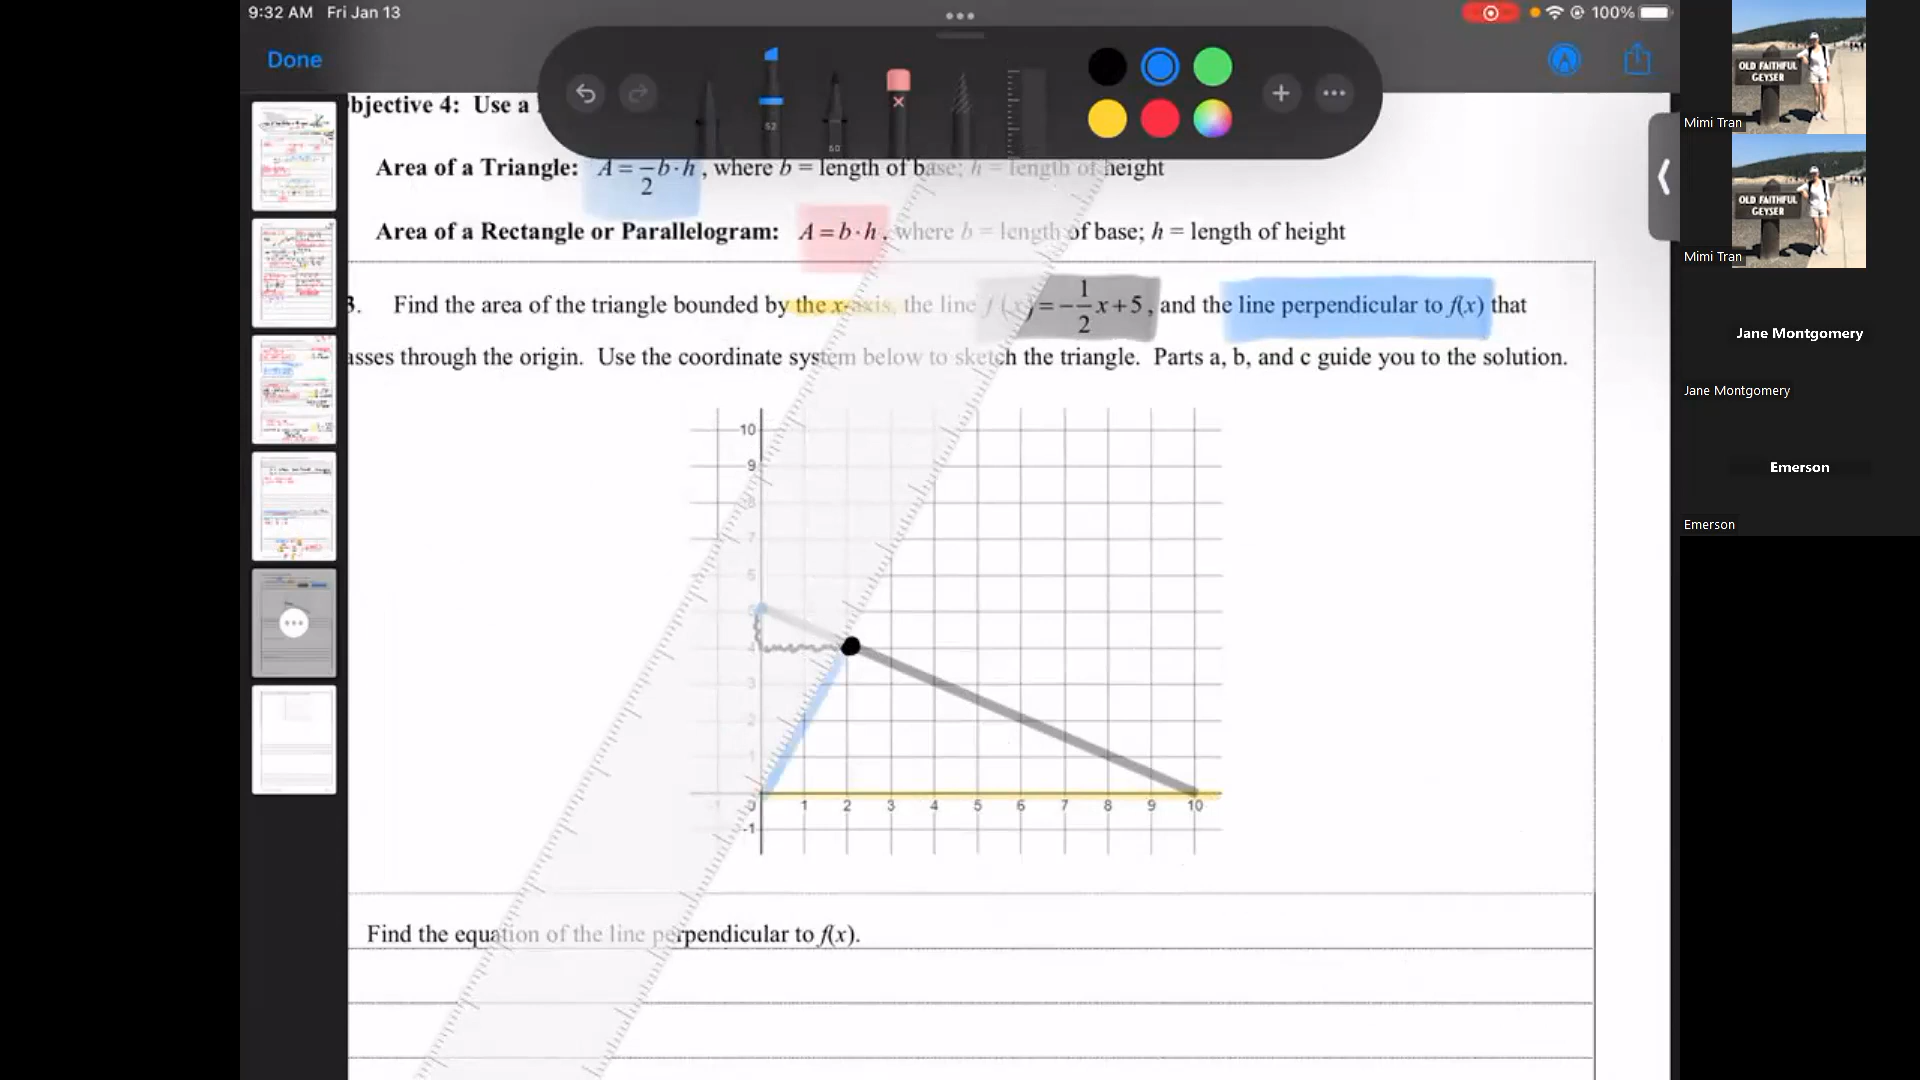 9:32 AM Fri Jan 13
100%
Done
52
60
bjective 4: Use a
Area of a Triangle: A = —b·h, where b = length of base; h = length of height
2
Area of a Rectangle or Parallelogram: A = b·h, where b = length of base; h = length of height
3. Find the area of the triangle bounded by the x-axis, the line f(x) = -1/2 x + 5, and the line perpendicular to f(x) that
asses through the origin. Use the coordinate system below to sketch the triangle. Parts a, b, and c guide you to the solution.
10
9
8
7
6
5
4
3
2
1
-1 0 1 2 3 4 5 6 7 8 9 10
-1
Find the equation of the line perpendicular to f(x).
OLD FAITHFUL
GEYSER
Mimi Tran
OLD FAITHFUL
GEYSER
Mimi Tran
Jane Montgomery
Jane Montgomery
Emerson
Emerson